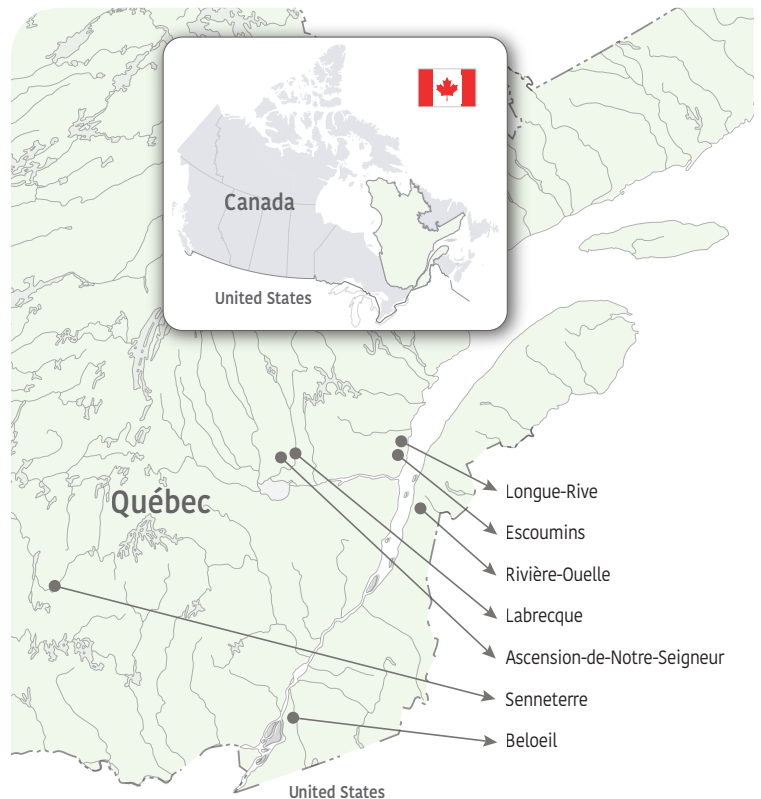 Canada
United States
Québec
Longue-Rive
Escoumins
Rivière-Ouelle
Labrecque
Ascension-de-Notre-Seigneur
Senneterre
Beloeil
United States